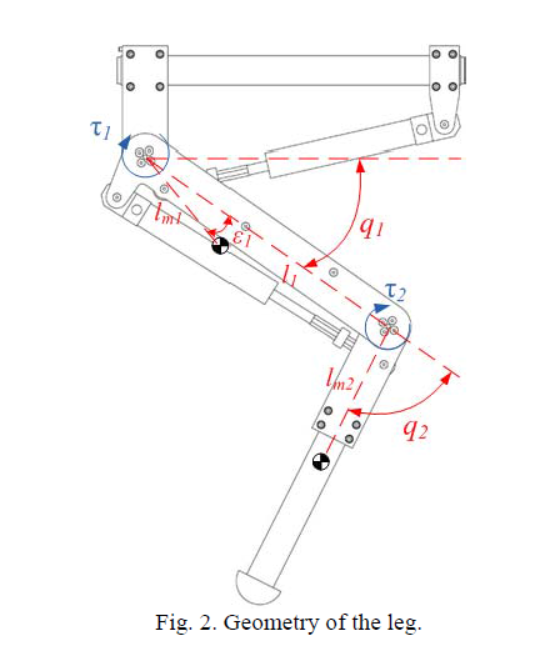 τ1
lm1
ε1
q1
l1
τ2
lm2
q2
Fig. 2. Geometry of the leg.